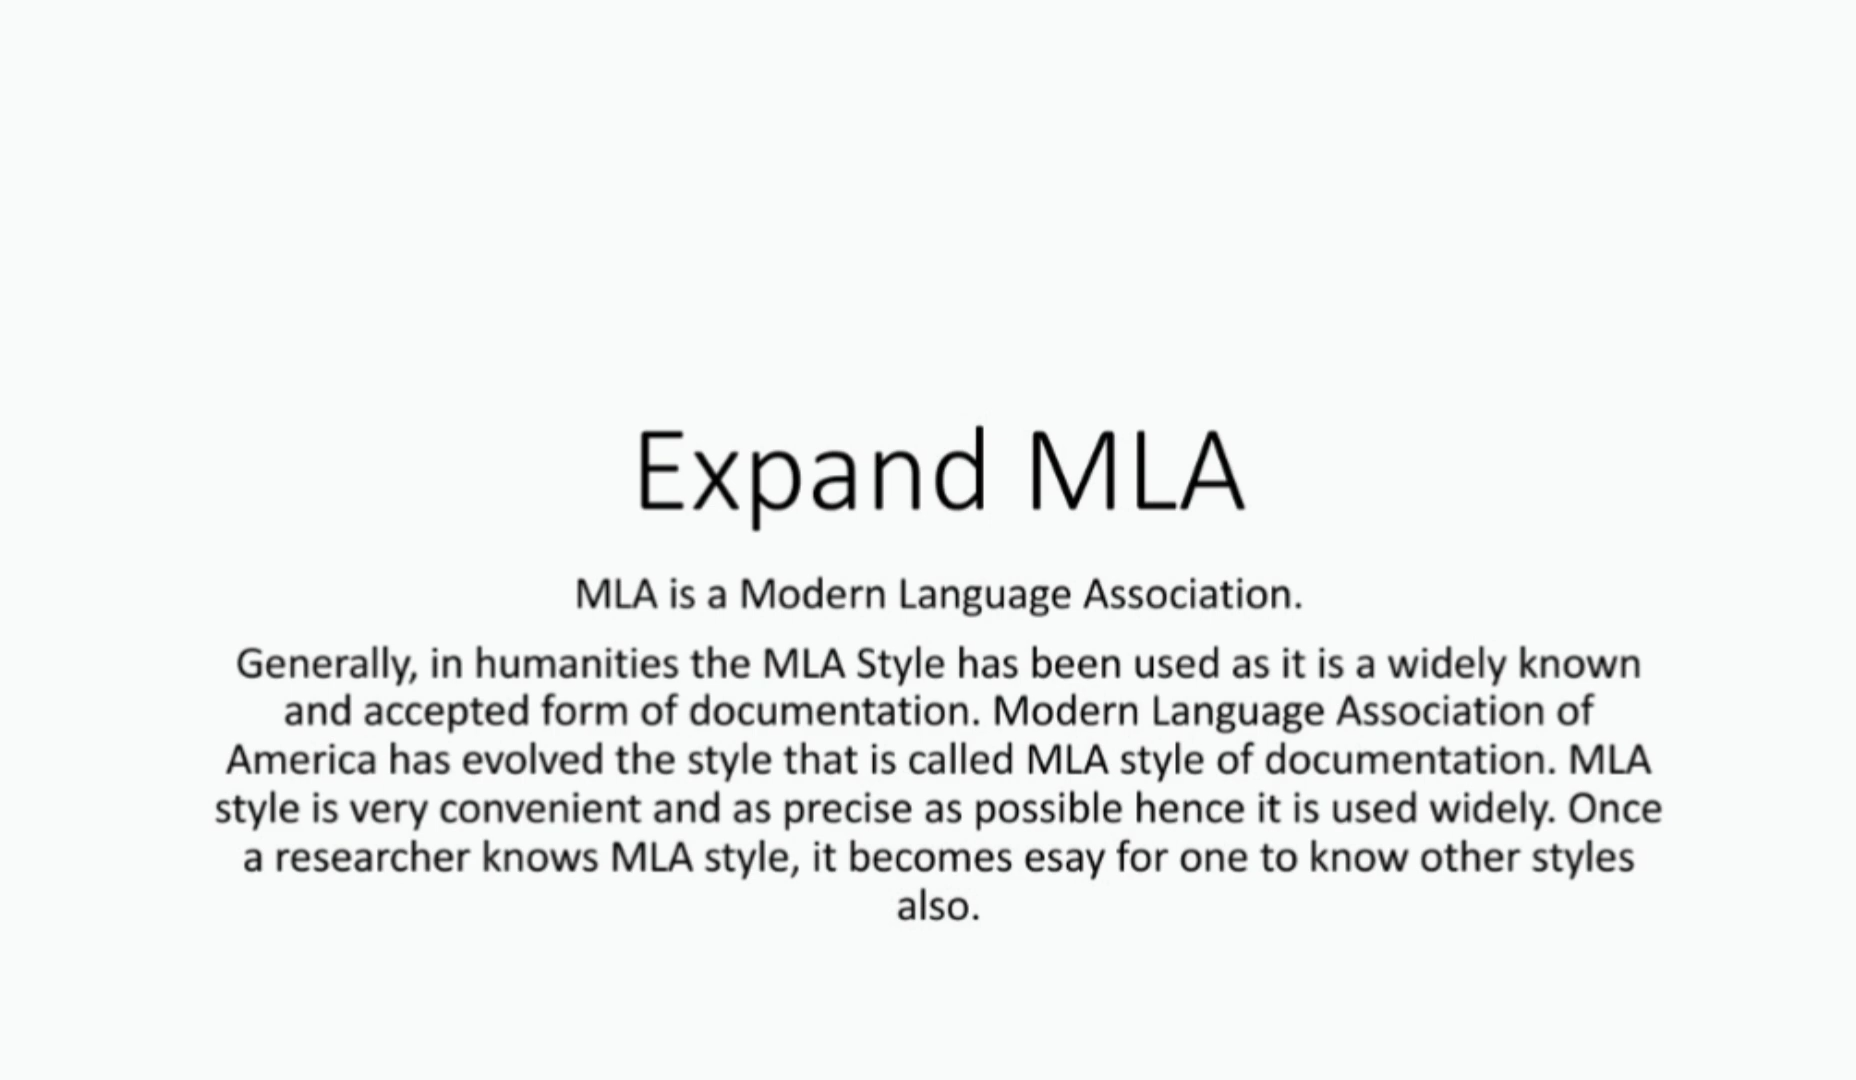 Expand MLA
MLA is a Modern Language Association.
Generally, in humanities the MLA Style has been used as it is a widely known
and accepted form of documentation. Modern Language Association of
America has evolved the style that is called MLA style of documentation. MLA
style is very convenient and as precise as possible hence it is used widely. Once
a researcher knows MLA style, it becomes esay for one to know other styles
also.